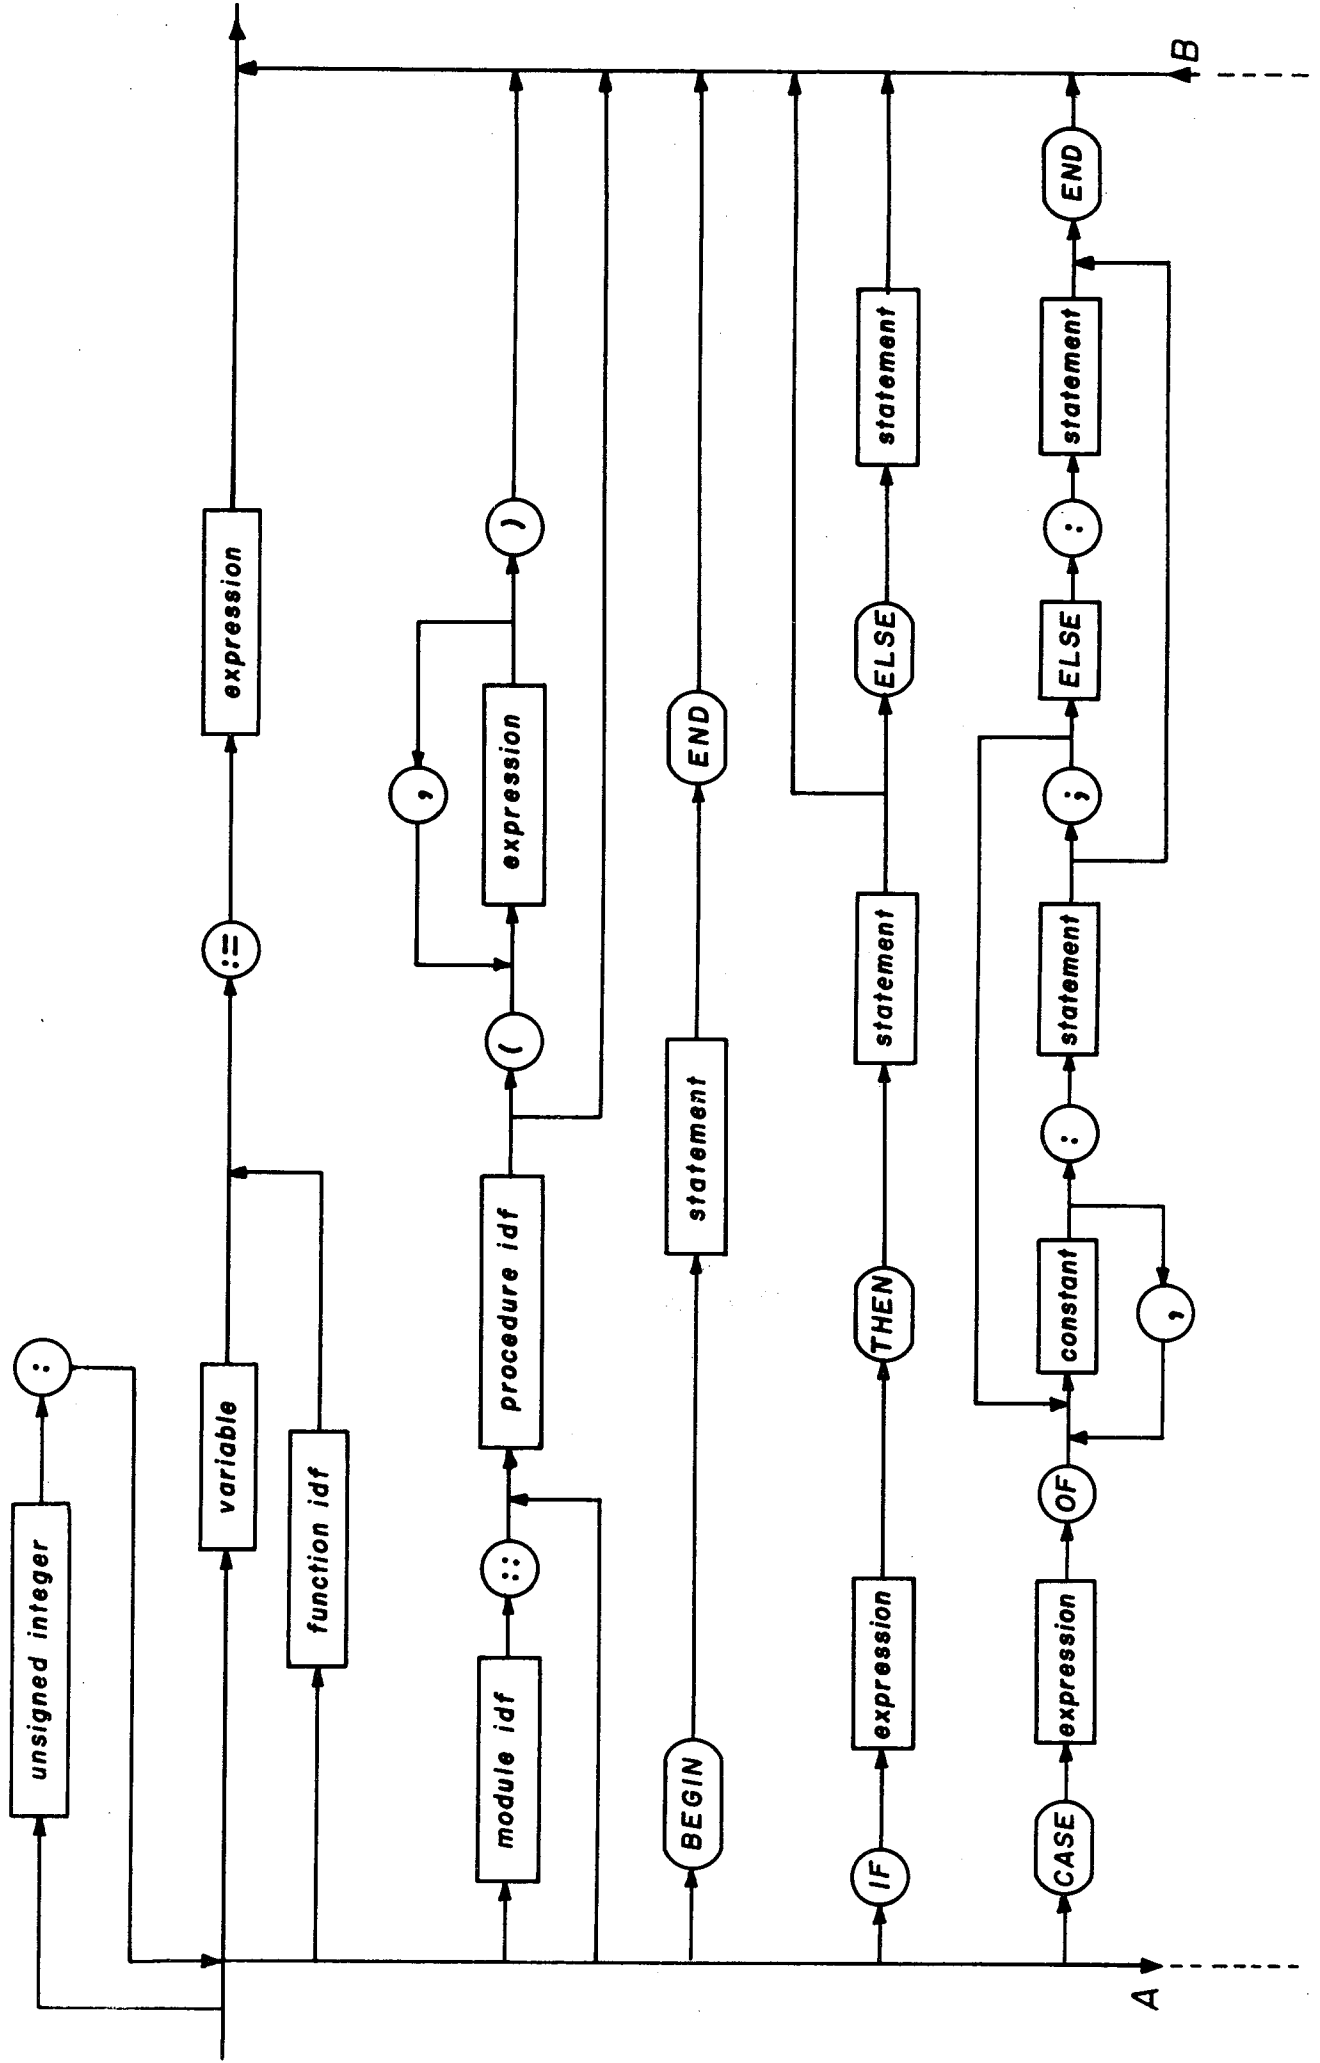 unsigned integer :
variable := expression
function idf
module idf :: procedure idf ( expression )
,
BEGIN statement END
IF expression THEN statement ELSE statement
CASE expression OF constant : statement ; ELSE : statement END
,
A B